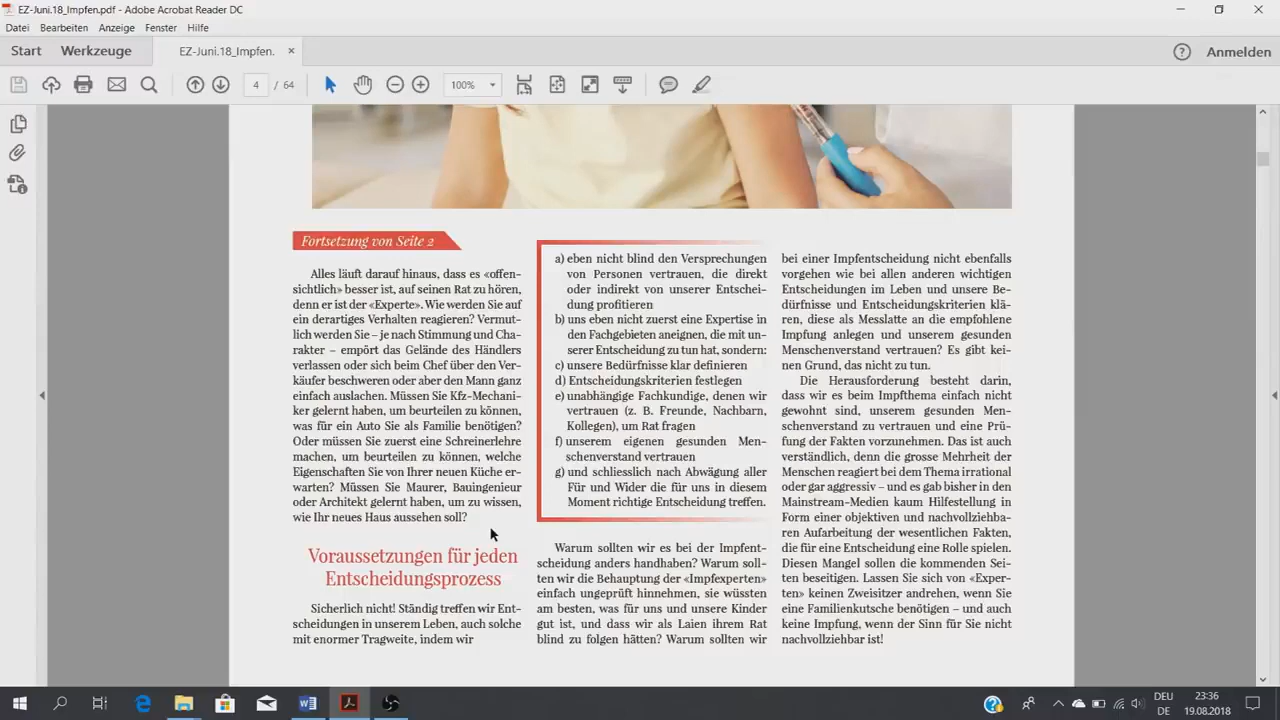 EZ-Juni.18_Impfen.pdf - Adobe Acrobat Reader DC
Datei Bearbeiten Anzeige Fenster Hilfe
Start Werkzeuge EZ-Juni.18_Impfen. × Anmelden
4 / 64 100%
Fortsetzung von Seite 2
Alles läuft darauf hinaus, dass es «offen-
sichtlich» besser ist, auf seinen Rat zu hören,
denn er ist der «Experte». Wie werden Sie auf
ein derartiges Verhalten reagieren? Vermut-
lich werden Sie – je nach Stimmung und Cha-
rakter – empört das Gelände des Händlers
verlassen oder sich beim Chef über den Ver-
käufer beschweren oder aber den Mann ganz
einfach auslachen. Müssen Sie Kfz-Mechani-
ker gelernt haben, um beurteilen zu können,
was für ein Auto Sie als Familie benötigen?
Oder müssen Sie zuerst eine Schreinerlehre
machen, um beurteilen zu können, welche
Eigenschaften Sie von Ihrer neuen Küche er-
warten? Müssen Sie Maurer, Bauingenieur
oder Architekt gelernt haben, um zu wissen,
wie Ihr neues Haus aussehen soll?
Voraussetzungen für jeden
Entscheidungsprozess
Sicherlich nicht! Ständig treffen wir Ent-
scheidungen in unserem Leben, auch solche
mit enormer Tragweite, indem wir
a) eben nicht blind den Versprechungen
von Personen vertrauen, die direkt
oder indirekt von unserer Entschei-
dung profitieren
b) uns eben nicht zuerst eine Expertise in
den Fachgebieten aneignen, die mit un-
serer Entscheidung zu tun hat, sondern:
c) unsere Bedürfnisse klar definieren
d) Entscheidungskriterien festlegen
e) unabhängige Fachkundige, denen wir
vertrauen (z. B. Freunde, Nachbarn,
Kollegen), um Rat fragen
f) unserem eigenen gesunden Men-
schenverstand vertrauen
g) und schliesslich nach Abwägung aller
Für und Wider die für uns in diesem
Moment richtige Entscheidung treffen.
Warum sollten wir es bei der Impfent-
scheidung anders handhaben? Warum soll-
ten wir die Behauptung der «Impfexperten»
einfach ungeprüft hinnehmen, sie wüssten
am besten, was für uns und unsere Kinder
gut ist, und dass wir als Laien ihrem Rat
blind zu folgen hätten? Warum sollten wir
bei einer Impfentscheidung nicht ebenfalls
vorgehen wie bei allen anderen wichtigen
Entscheidungen im Leben und unsere Be-
dürfnisse und Entscheidungskriterien klä-
ren, diese als Messlatte an die empfohlene
Impfung anlegen und unserem gesunden
Menschenverstand vertrauen? Es gibt kei-
nen Grund, das nicht zu tun.
Die Herausforderung besteht darin,
dass wir es beim Impfthema einfach nicht
gewohnt sind, unserem gesunden Men-
schenverstand zu vertrauen und eine Prü-
fung der Fakten vorzunehmen. Das ist auch
verständlich, denn die grosse Mehrheit der
Menschen reagiert bei dem Thema irrational
oder gar aggressiv – und es gab bisher in den
Mainstream-Medien kaum Hilfestellung in
Form einer objektiven und nachvollziehba-
ren Aufarbeitung der wesentlichen Fakten,
die für eine Entscheidung eine Rolle spielen.
Diesen Mangel sollen die kommenden Sei-
ten beseitigen. Lassen Sie sich von «Exper-
ten» keinen Zweisitzer andrehen, wenn Sie
eine Familienkutsche benötigen – und auch
keine Impfung, wenn der Sinn für Sie nicht
nachvollziehbar ist!
DEU 23:36
DE 19.08.2018